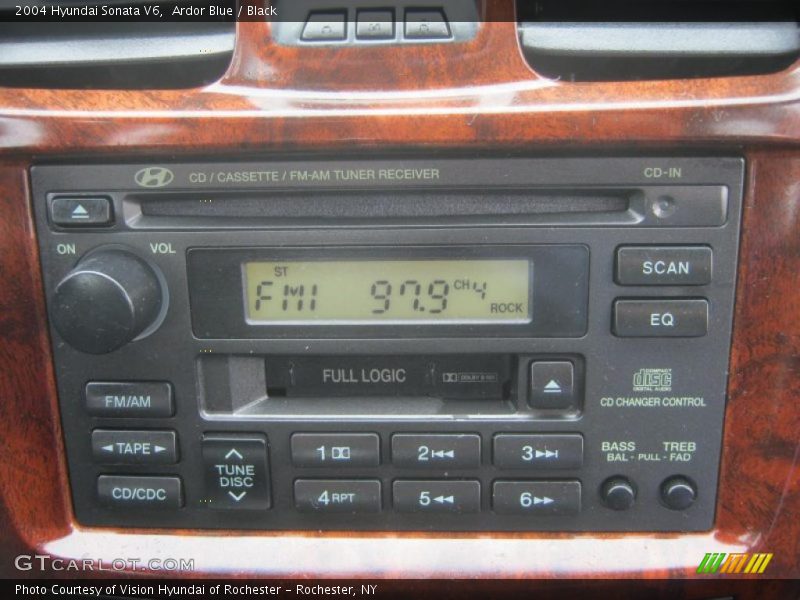 2004 Hyundai Sonata V6, Ardor Blue / Black
CD / CASSETTE / FM-AM TUNER RECEIVER
CD-IN
ON
VOL
SCAN
ST
FM1 97.9 CH 4
ROCK
EQ
FULL LOGIC
DOLBY B NR
COMPACT
disc
DIGITAL AUDIO
CD CHANGER CONTROL
FM/AM
TAPE
CD/CDC
TUNE
DISC
1
2
3
4 RPT
5
6
BASS TREB
BAL - PULL - FAD
GTCARLOT.COM
Photo Courtesy of Vision Hyundai of Rochester – Rochester, NY